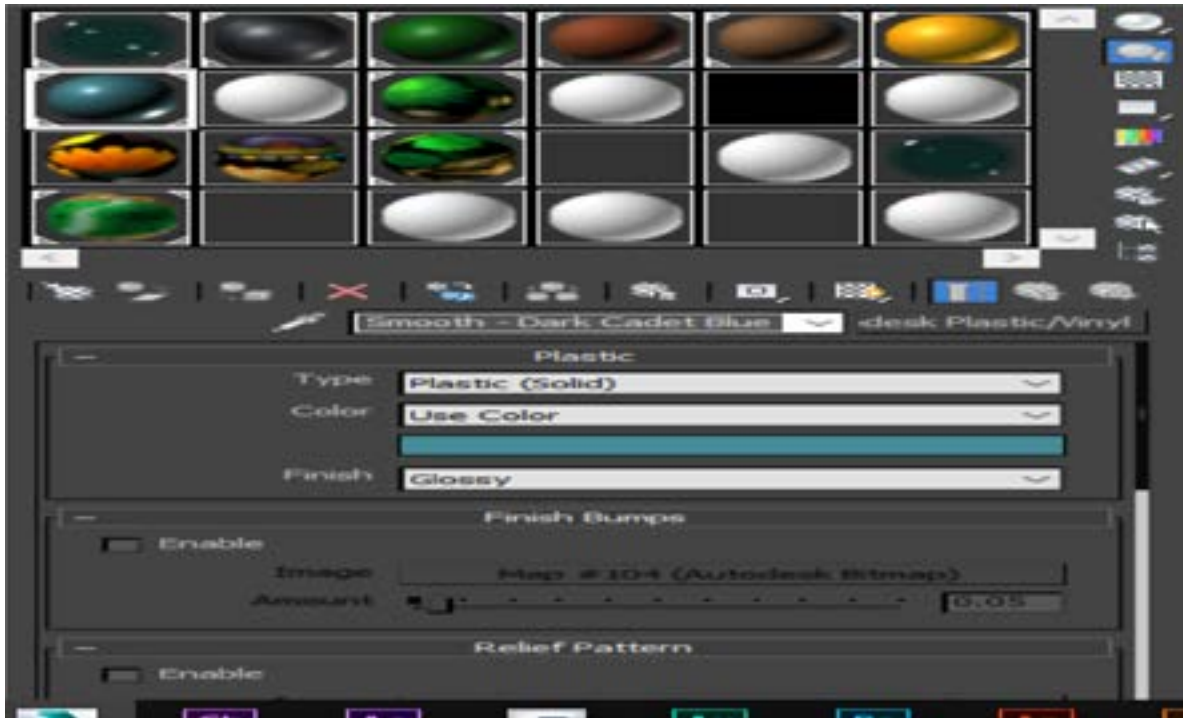 Smooth - Dark Cadet Blue
desk Plastic/Vinyl
Plastic
Type Plastic (Solid)
Color Use Color
Finish Glossy
Finish Bumps
Enable
Image Map #104 (Autodesk Bitmap)
Amount 0.05
Relief Pattern
Enable